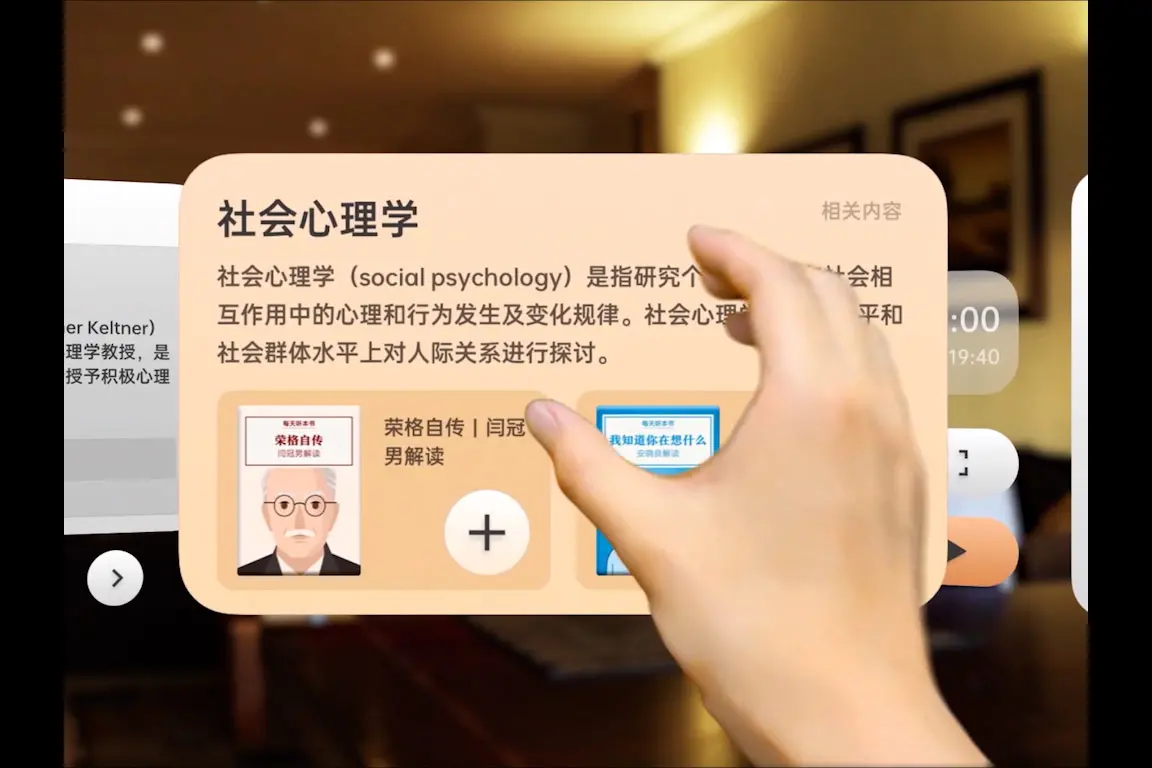 社会心理学
相关内容
社会心理学（social psychology）是指研究个 社会相
互作用中的心理和行为发生及变化规律。社会心理 平和
社会群体水平上对人际关系进行探讨。
er Keltner)
理学教授，是
授予积极心理
:00
19:40
每天听本书
荣格自传
闫冠男解读
荣格自传 | 闫冠
男解读
每天听本书
我知道你在想什么
安晓良解读